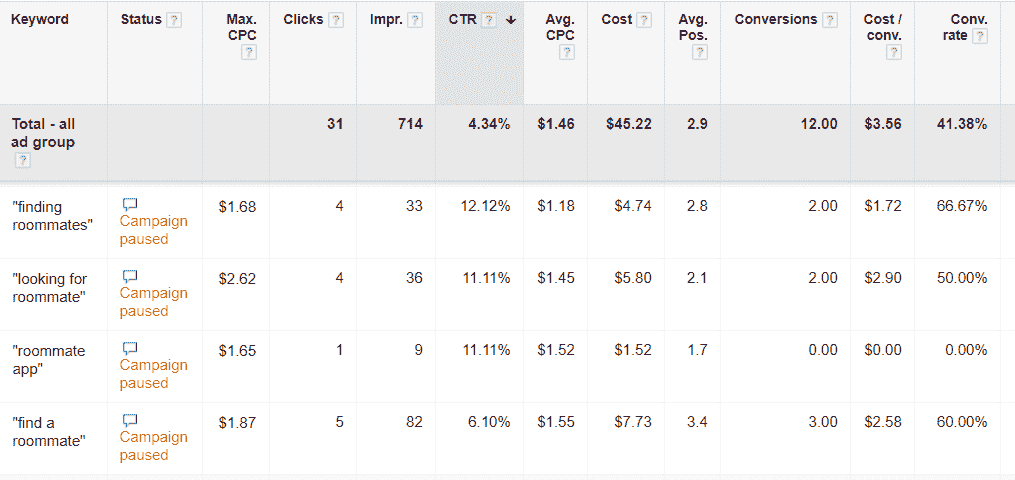 Keyword Status ? Max. CPC ? Clicks ? Impr. ? CTR ? ↓ Avg. CPC ? Cost ? Avg. Pos. ? Conversions ? Cost / conv. ? Conv. rate ?
Total - all ad group ? 31 714 4.34% $1.46 $45.22 2.9 12.00 $3.56 41.38%
"finding roommates" Campaign paused $1.68 4 33 12.12% $1.18 $4.74 2.8 2.00 $1.72 66.67%
"looking for roommate" Campaign paused $2.62 4 36 11.11% $1.45 $5.80 2.1 2.00 $2.90 50.00%
"roommate app" Campaign paused $1.65 1 9 11.11% $1.52 $1.52 1.7 0.00 $0.00 0.00%
"find a roommate" Campaign paused $1.87 5 82 6.10% $1.55 $7.73 3.4 3.00 $2.58 60.00%